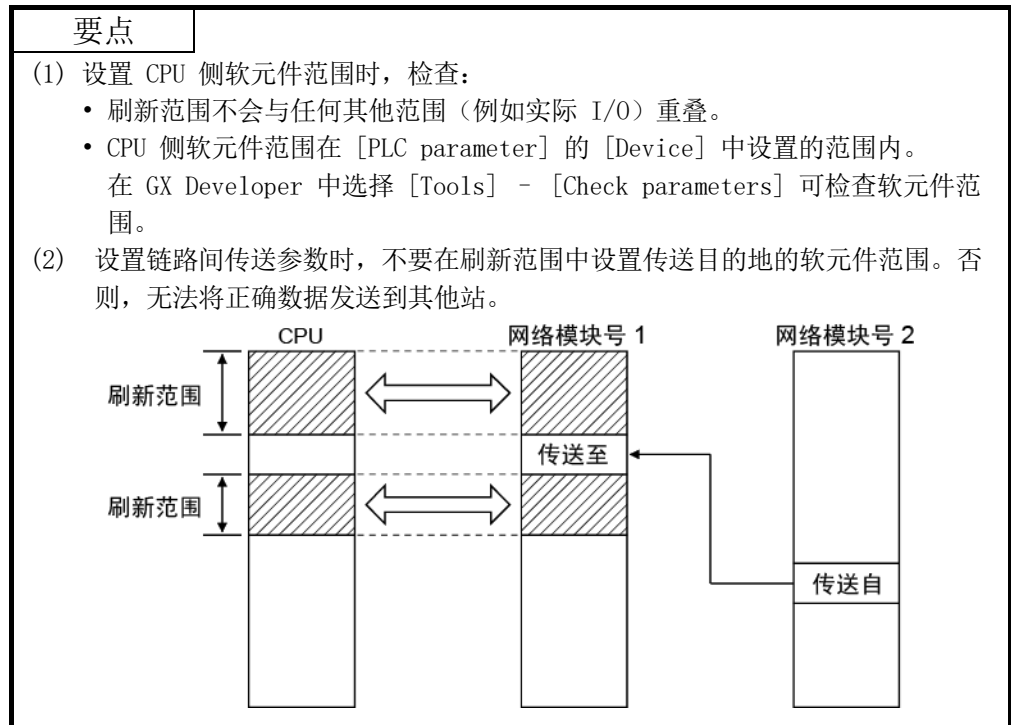 要点
(1) 设置 CPU 侧软元件范围时，检查：
• 刷新范围不会与任何其他范围（例如实际 I/O）重叠。
• CPU 侧软元件范围在 [PLC parameter] 的 [Device] 中设置的范围内。
在 GX Developer 中选择 [Tools] – [Check parameters] 可检查软元件范
围。
(2) 设置链路间传送参数时，不要在刷新范围中设置传送目的地的软元件范围。否
则，无法将正确数据发送到其他站。
CPU 网络模块号 1 网络模块号 2
刷新范围
传送至
刷新范围
传送自